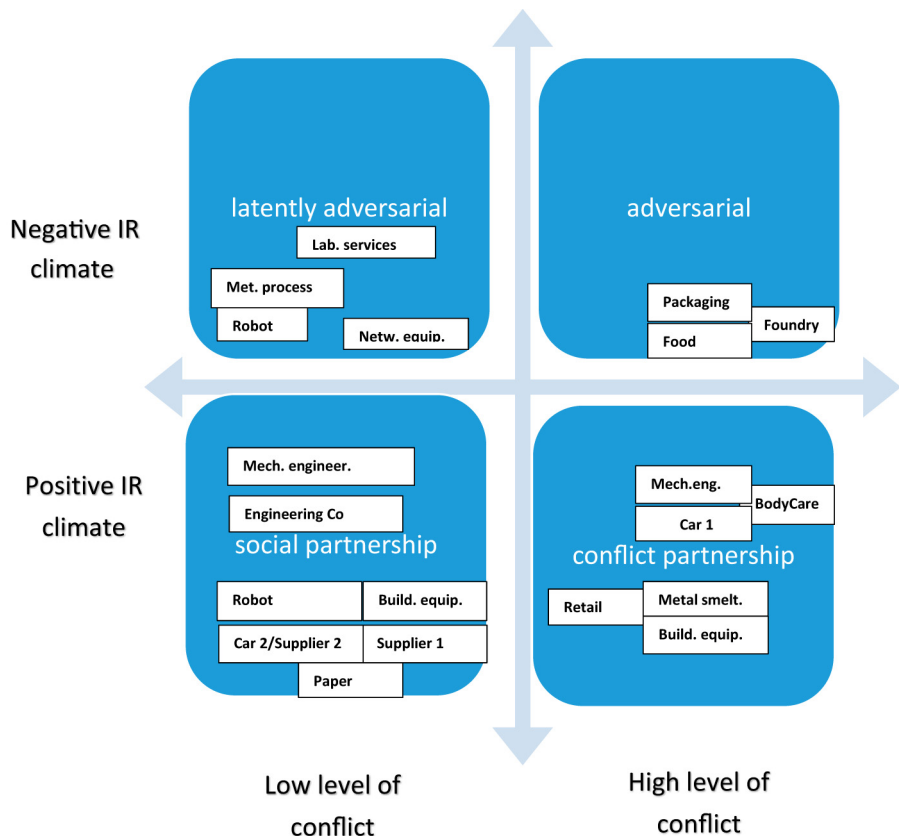 latently adversarial
adversarial
Negative IR
climate
Lab. services
Met. process
Robot
Netw. equip.
Packaging
Foundry
Food
Positive IR
climate
Mech. engineer.
Engineering Co
social partnership
Robot
Build. equip.
Car 2/Supplier 2
Supplier 1
Paper
Mech.eng.
BodyCare
Car 1
conflict partnership
Retail
Metal smelt.
Build. equip.
Low level of
conflict
High level of
conflict